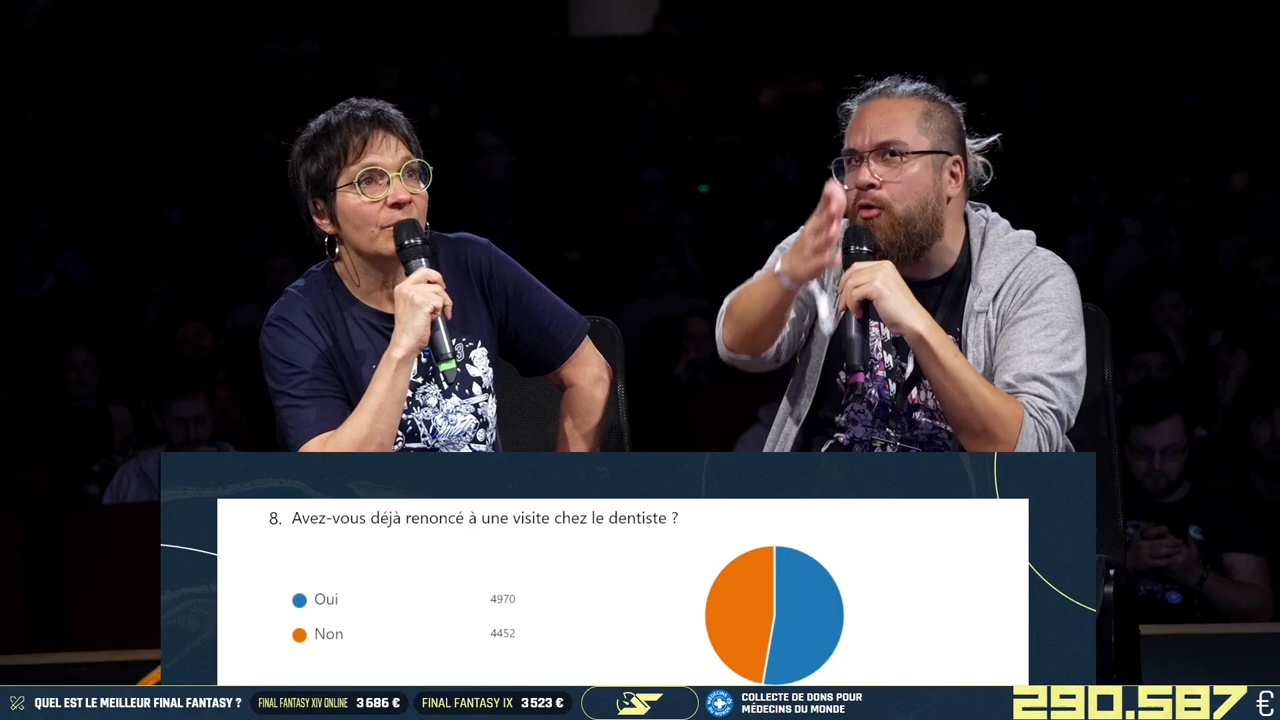 8. Avez-vous déjà renoncé à une visite chez le dentiste ?
Oui 4970
Non 4452
QUEL EST LE MEILLEUR FINAL FANTASY ? FINAL FANTASY XIV ONLINE 3 686 € FINAL FANTASY IX 3 523 €
COLLECTE DE DONS POUR
MÉDECINS DU MONDE
290.587 €